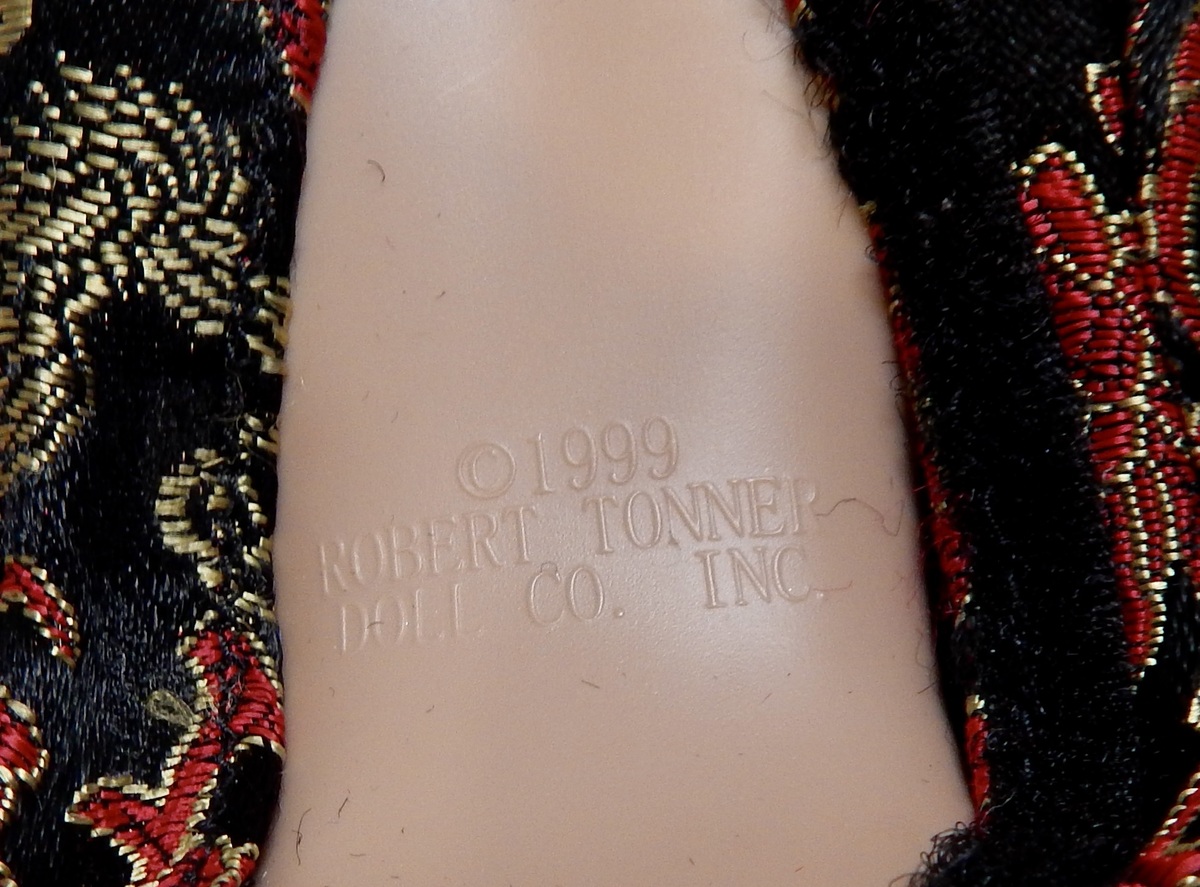 ©1999
ROBERT TONNER
DOLL CO. INC.